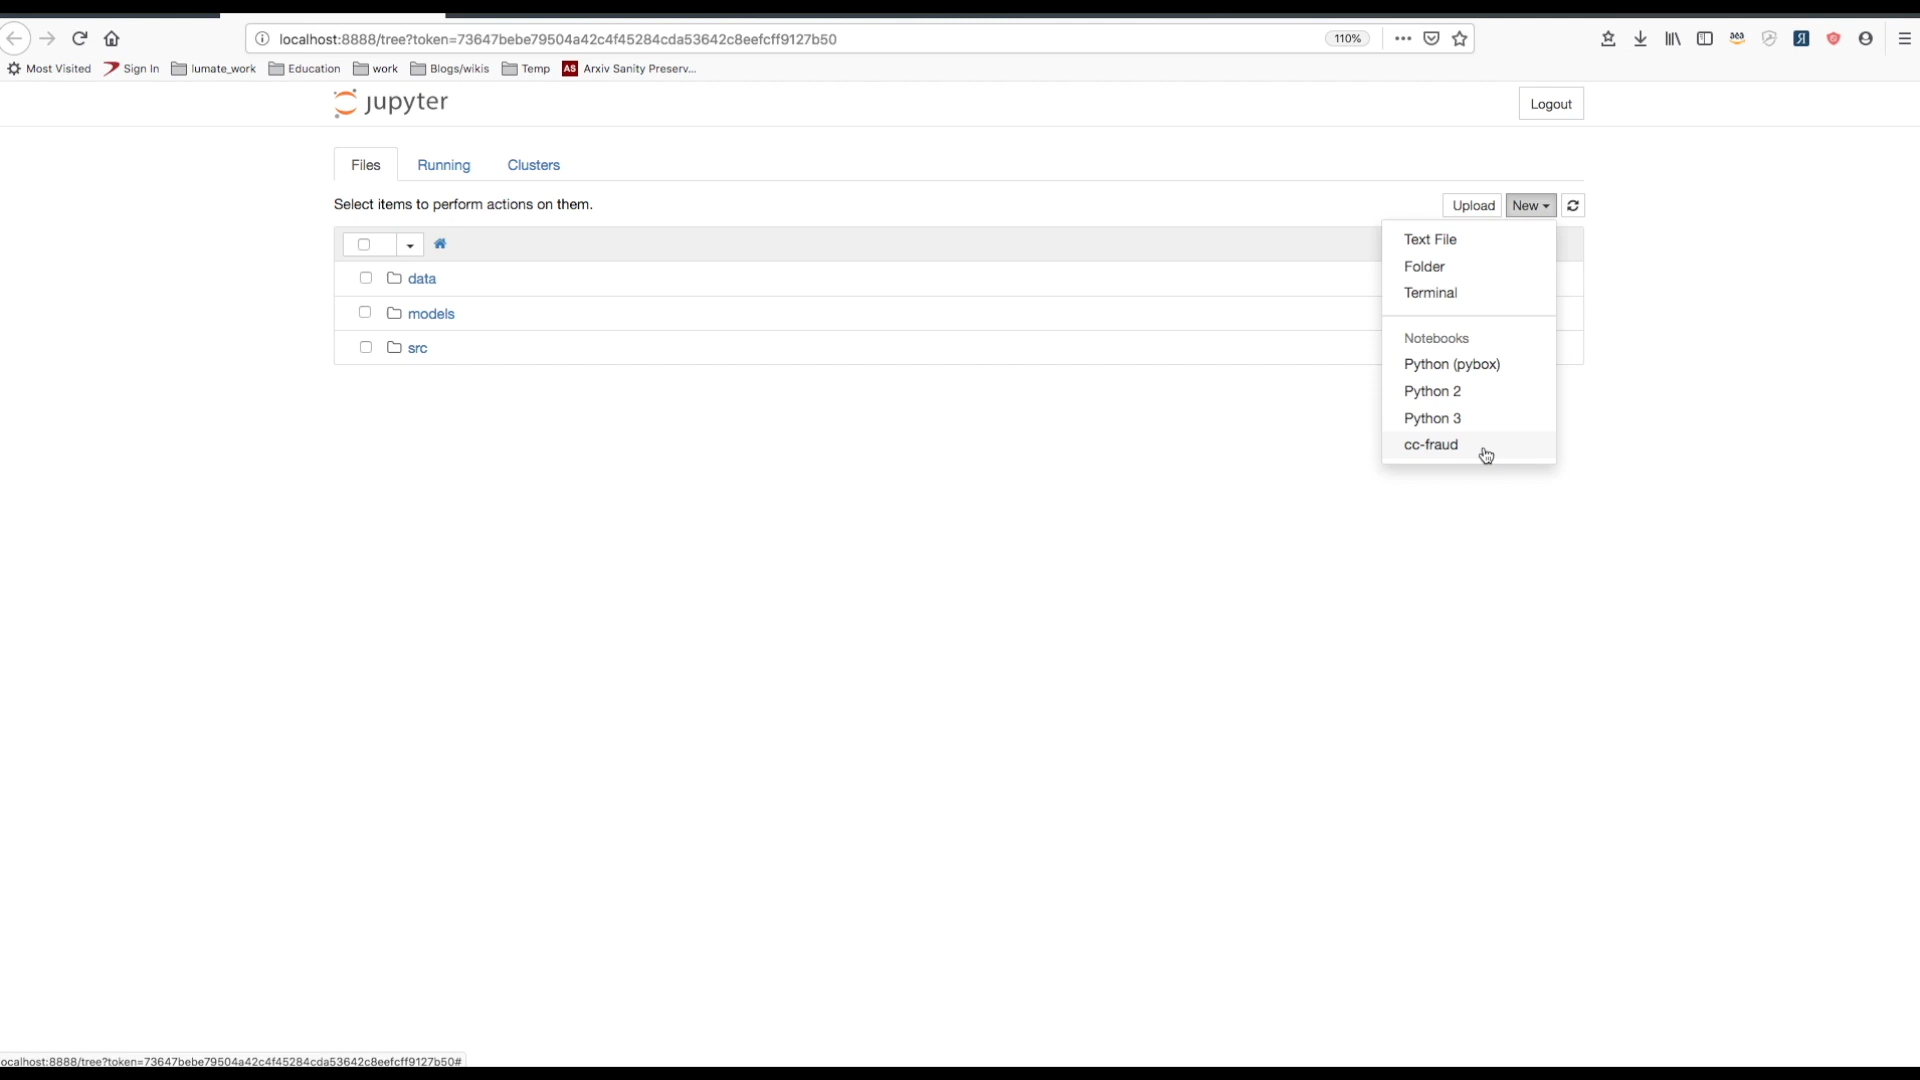 localhost:8888/tree?token=73647bebe79504a42c4f45284cda53642c8eefcff9127b50
110%
Most Visited Sign In lumate_work Education work Blogs/wikis Temp AS Arxiv Sanity Preserv...
jupyter
Logout
Files Running Clusters
Select items to perform actions on them.
Upload New
data
models
src
Text File
Folder
Terminal
Notebooks
Python (pybox)
Python 2
Python 3
cc-fraud
ocalhost:8888/tree?token=73647bebe79504a42c4f45284cda53642c8eefcff9127b50#